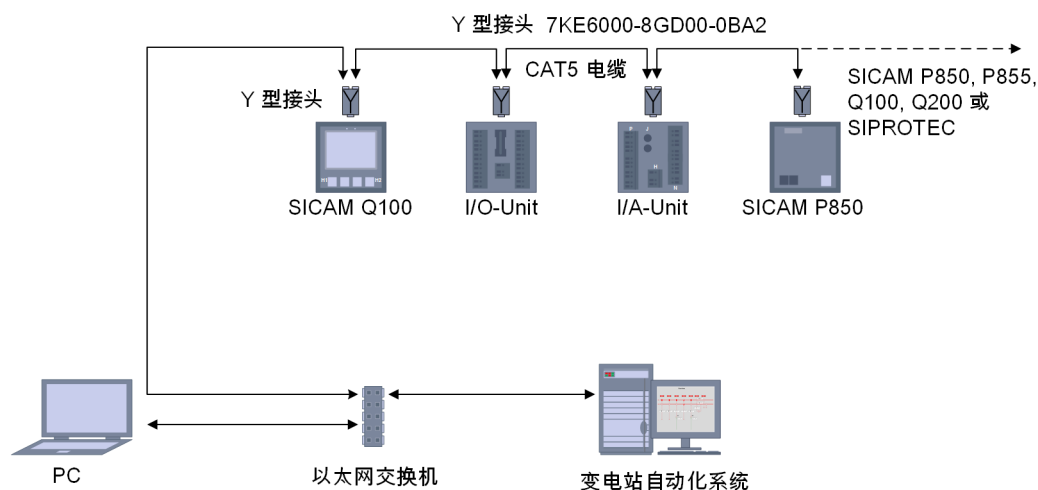 Y 型接头 7KE6000-8GD00-0BA2
CAT5 电缆
SICAM P850, P855,
Q100, Q200 或
SIPROTEC
Y 型接头
SICAM Q100
I/O-Unit
I/A-Unit
SICAM P850
PC
以太网交换机
变电站自动化系统